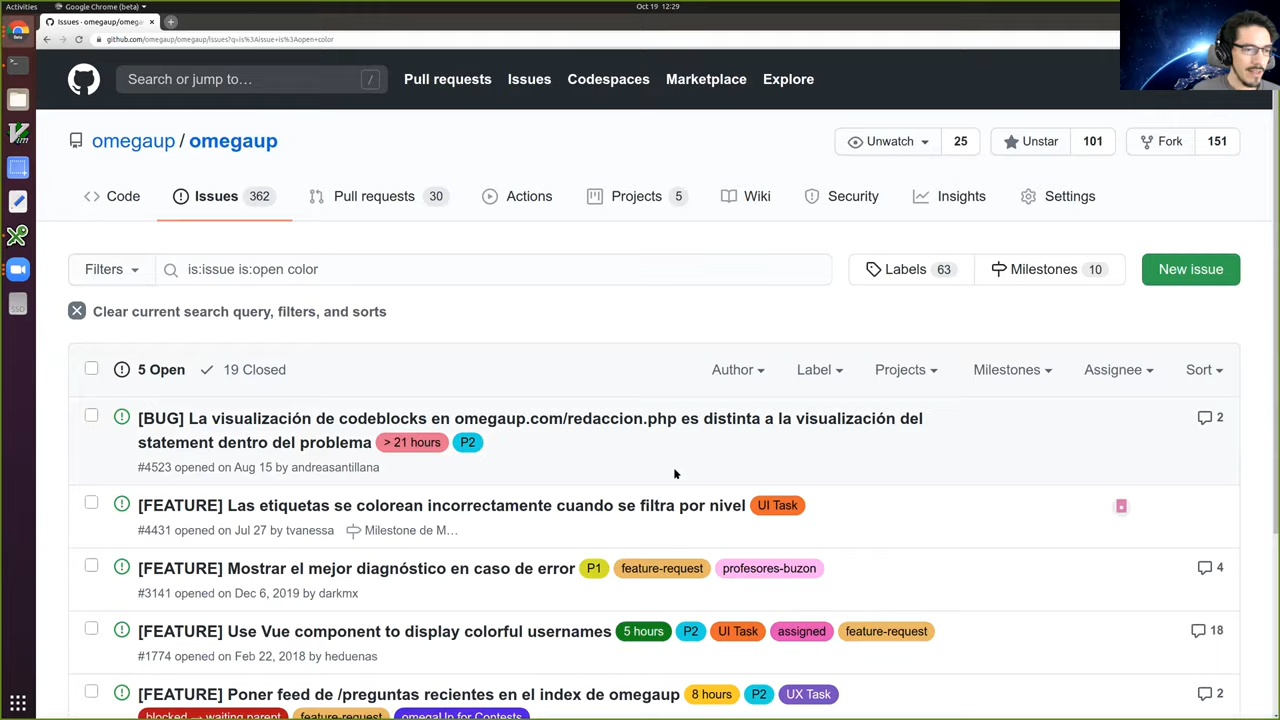 Activities
Google Chrome (beta)
Oct 19 12:29
Issues · omegaup/omega
github.com/omegaup/omegaup/issues?q=is%3Aissue+is%3Aopen+color
Search or jump to…
/
Pull requests
Issues
Codespaces
Marketplace
Explore
omegaup / omegaup
Unwatch 25
Unstar 101
Fork 151
Code
Issues 362
Pull requests 30
Actions
Projects 5
Wiki
Security
Insights
Settings
Filters
is:issue is:open color
Labels 63
Milestones 10
New issue
Clear current search query, filters, and sorts
5 Open
19 Closed
Author
Label
Projects
Milestones
Assignee
Sort
[BUG] La visualización de codeblocks en omegaup.com/redaccion.php es distinta a la visualización del
statement dentro del problema > 21 hours P2
2
#4523 opened on Aug 15 by andreasantillana
[FEATURE] Las etiquetas se colorean incorrectamente cuando se filtra por nivel UI Task
#4431 opened on Jul 27 by tvanessa Milestone de M…
[FEATURE] Mostrar el mejor diagnóstico en caso de error P1 feature-request profesores-buzon
4
#3141 opened on Dec 6, 2019 by darkmx
[FEATURE] Use Vue component to display colorful usernames 5 hours P2 UI Task assigned feature-request
18
#1774 opened on Feb 22, 2018 by heduenas
[FEATURE] Poner feed de /preguntas recientes en el index de omegaup 8 hours P2 UX Task
2
blocked — waiting parent feature-request omegaUp for Contests
SSD